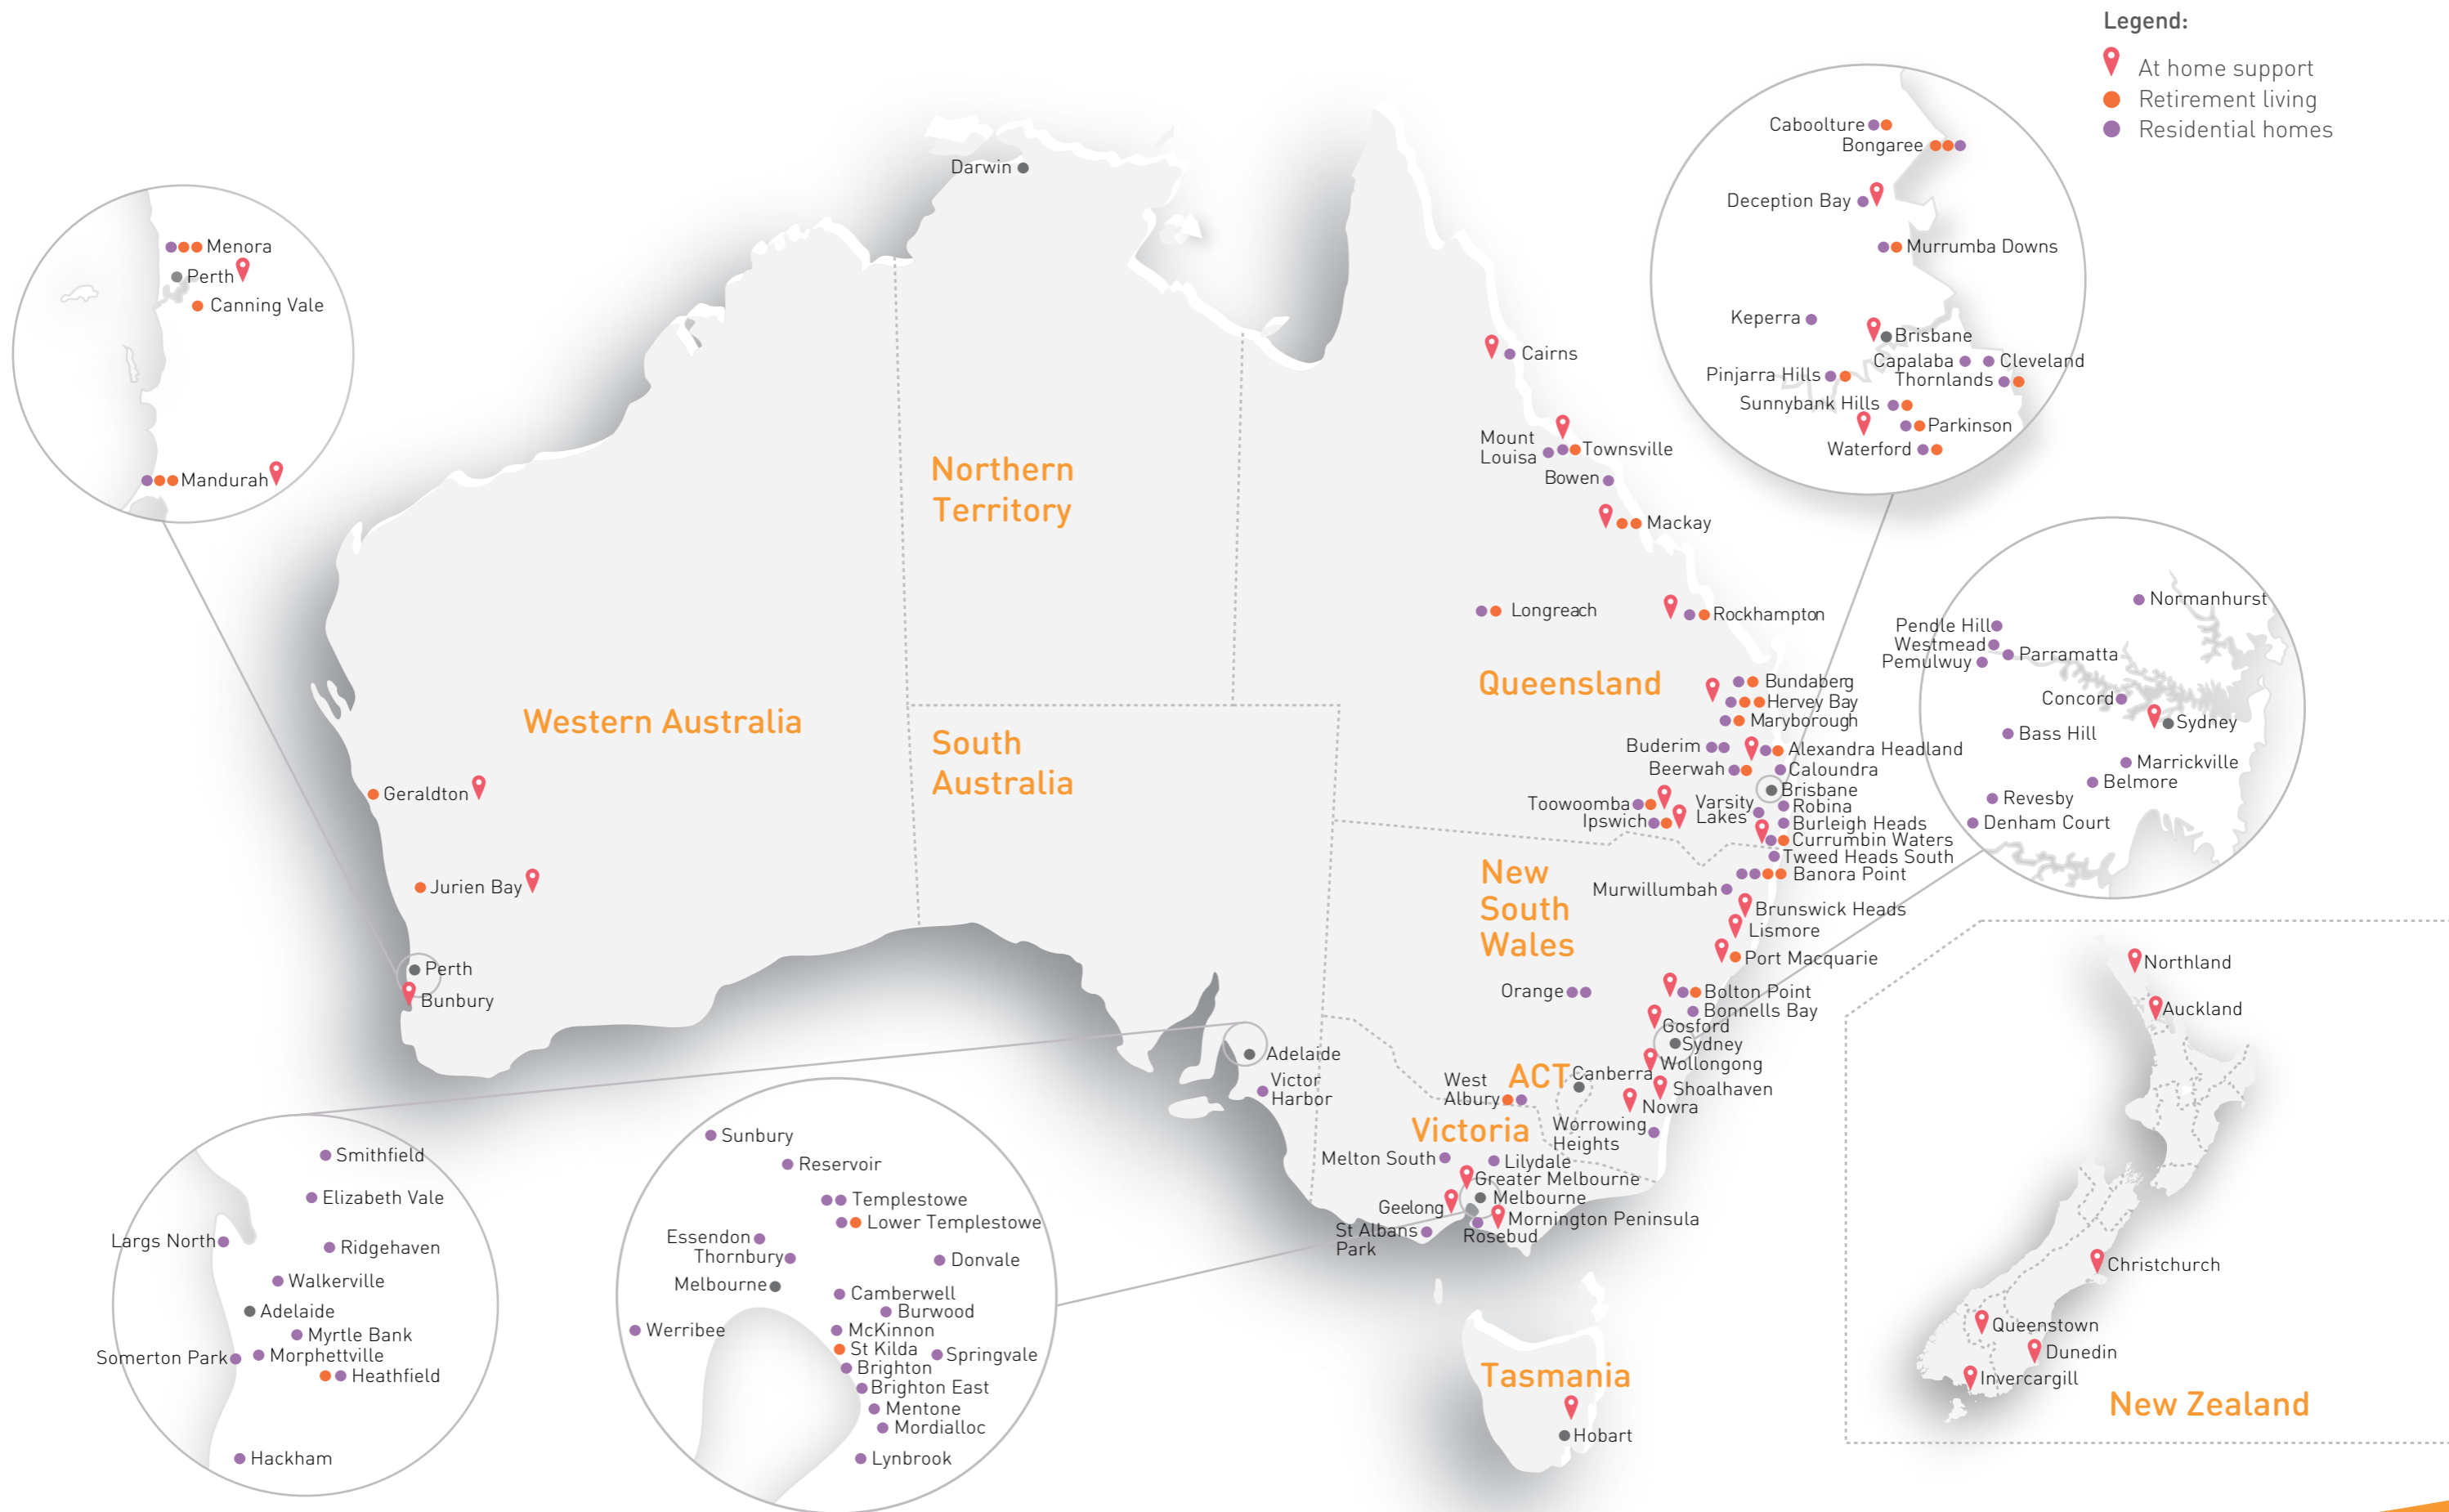 Legend:
At home support
Retirement living
Residential homes
Menora
Perth
Canning Vale
Mandurah
Darwin
Northern
Territory
Western Australia
South
Australia
Queensland
Geraldton
Jurien Bay
Perth
Bunbury
Cairns
Mount
Louisa
Townsville
Bowen
Mackay
Longreach
Rockhampton
Bundaberg
Hervey Bay
Maryborough
Buderim
Alexandra Headland
Beerwah
Caloundra
Brisbane
Toowoomba
Varsity
Lakes
Robina
Ipswich
Burleigh Heads
Currumbin Waters
Tweed Heads South
Banora Point
New
South
Wales
Murwillumbah
Brunswick Heads
Lismore
Port Macquarie
Orange
Bolton Point
Bonnells Bay
Gosford
Sydney
Wollongong
ACT
Canberra
Shoalhaven
Nowra
West
Albury
Worrowing
Heights
Adelaide
Victor
Harbor
Victoria
Melton South
Lilydale
Greater Melbourne
Melbourne
Geelong
Mornington Peninsula
St Albans
Park
Rosebud
Tasmania
Hobart
Caboolture
Bongaree
Deception Bay
Murrumba Downs
Keperra
Brisbane
Capalaba
Cleveland
Pinjarra Hills
Thornlands
Sunnybank Hills
Parkinson
Waterford
Normanhurst
Pendle Hill
Westmead
Parramatta
Pemulwuy
Concord
Sydney
Bass Hill
Marrickville
Belmore
Revesby
Denham Court
Smithfield
Elizabeth Vale
Largs North
Ridgehaven
Walkerville
Adelaide
Myrtle Bank
Somerton Park
Morphettville
Heathfield
Hackham
Sunbury
Reservoir
Templestowe
Lower Templestowe
Essendon
Thornbury
Donvale
Melbourne
Camberwell
Burwood
Werribee
McKinnon
St Kilda
Springvale
Brighton
Brighton East
Mentone
Mordialloc
Lynbrook
Northland
Auckland
Christchurch
Queenstown
Dunedin
Invercargill
New Zealand